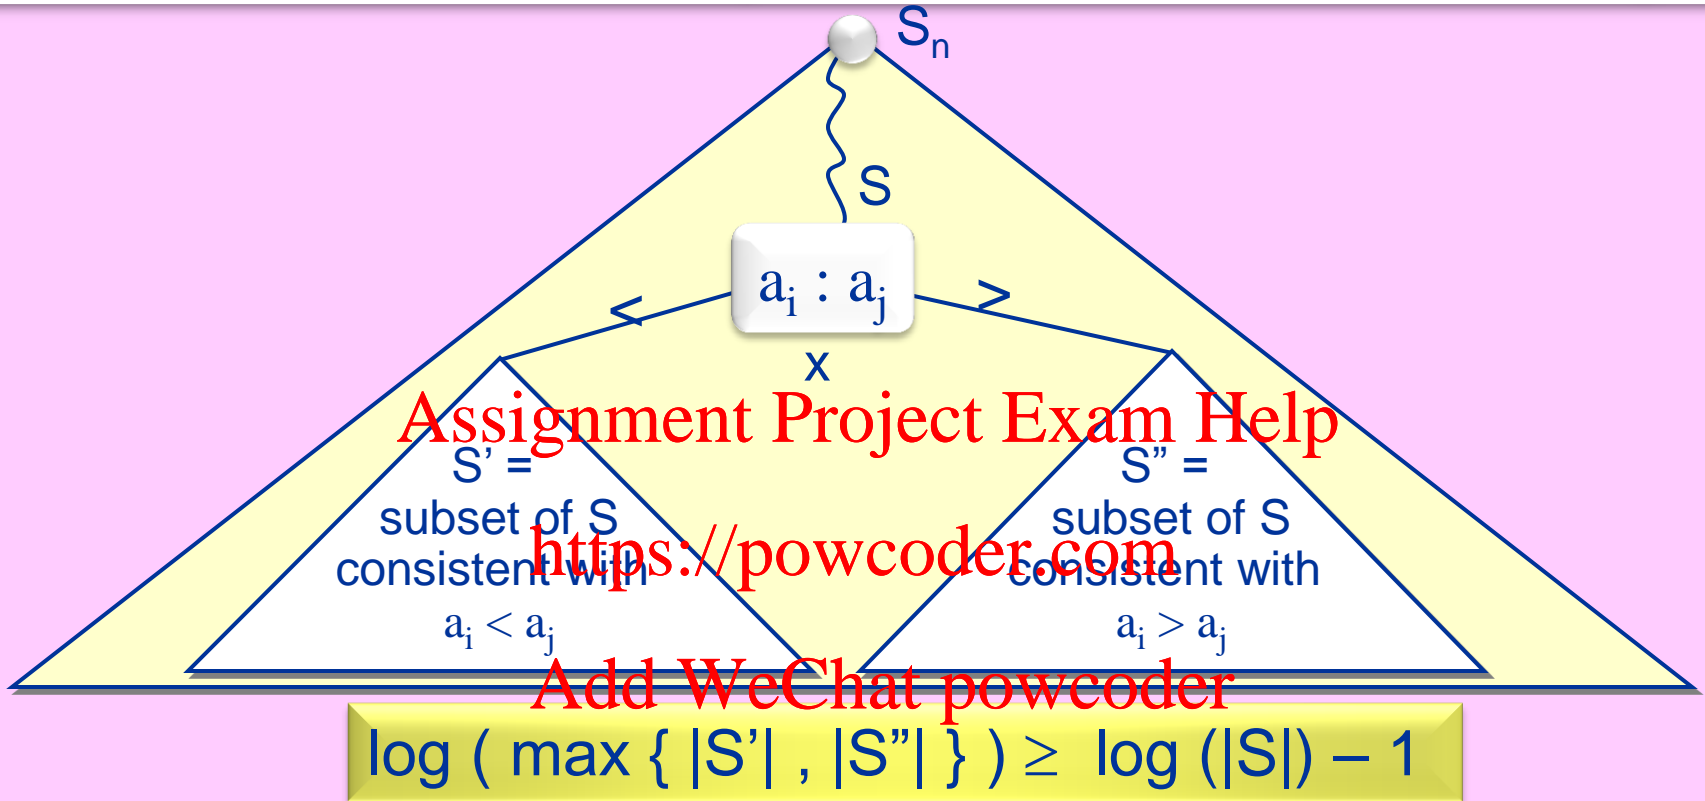 Sₙ
S
aᵢ : aⱼ
<
>
x
Assignment Project Exam Help
S’ =
subset of S
consistent with
aᵢ < aⱼ
S” =
subset of S
consistent with
aᵢ > aⱼ
https://powcoder.com
Add WeChat powcoder
log ( max { |S’| , |S”| } ) ≥ log (|S|) – 1